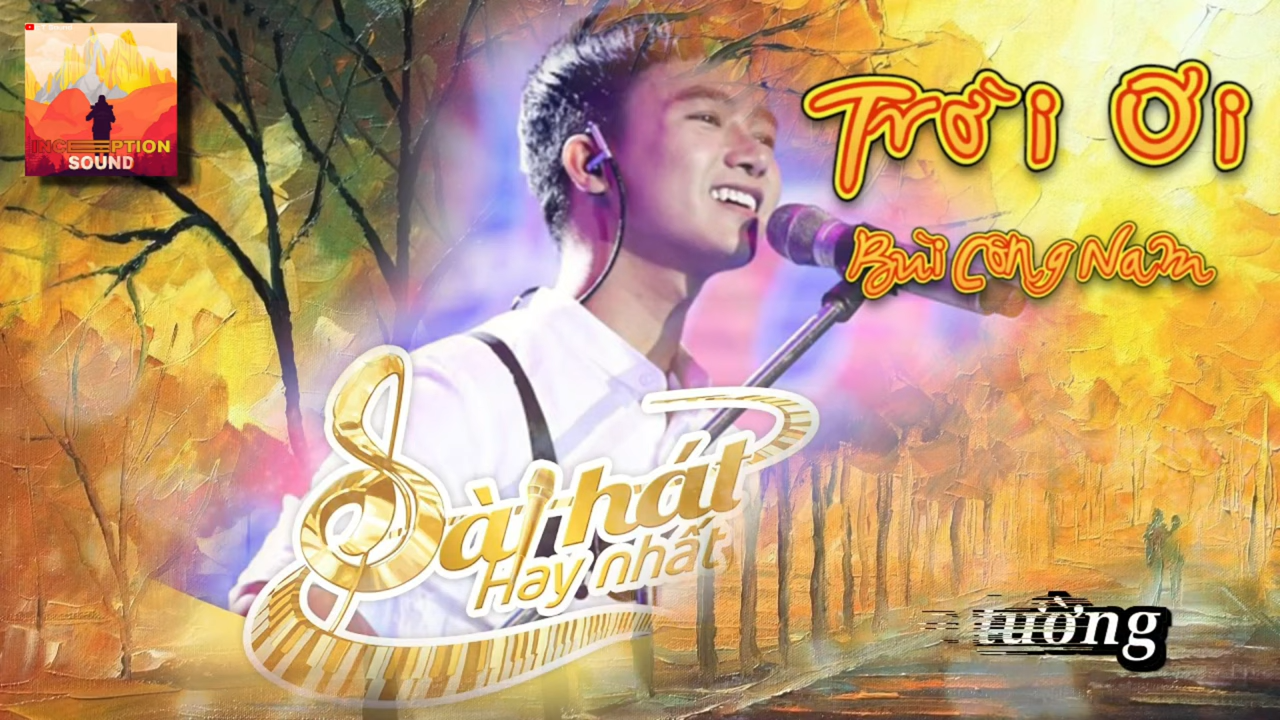 INCEPTION
SOUND
Trời Ơi
Bùi Công Nam
Bài hát
Hay nhất
tường